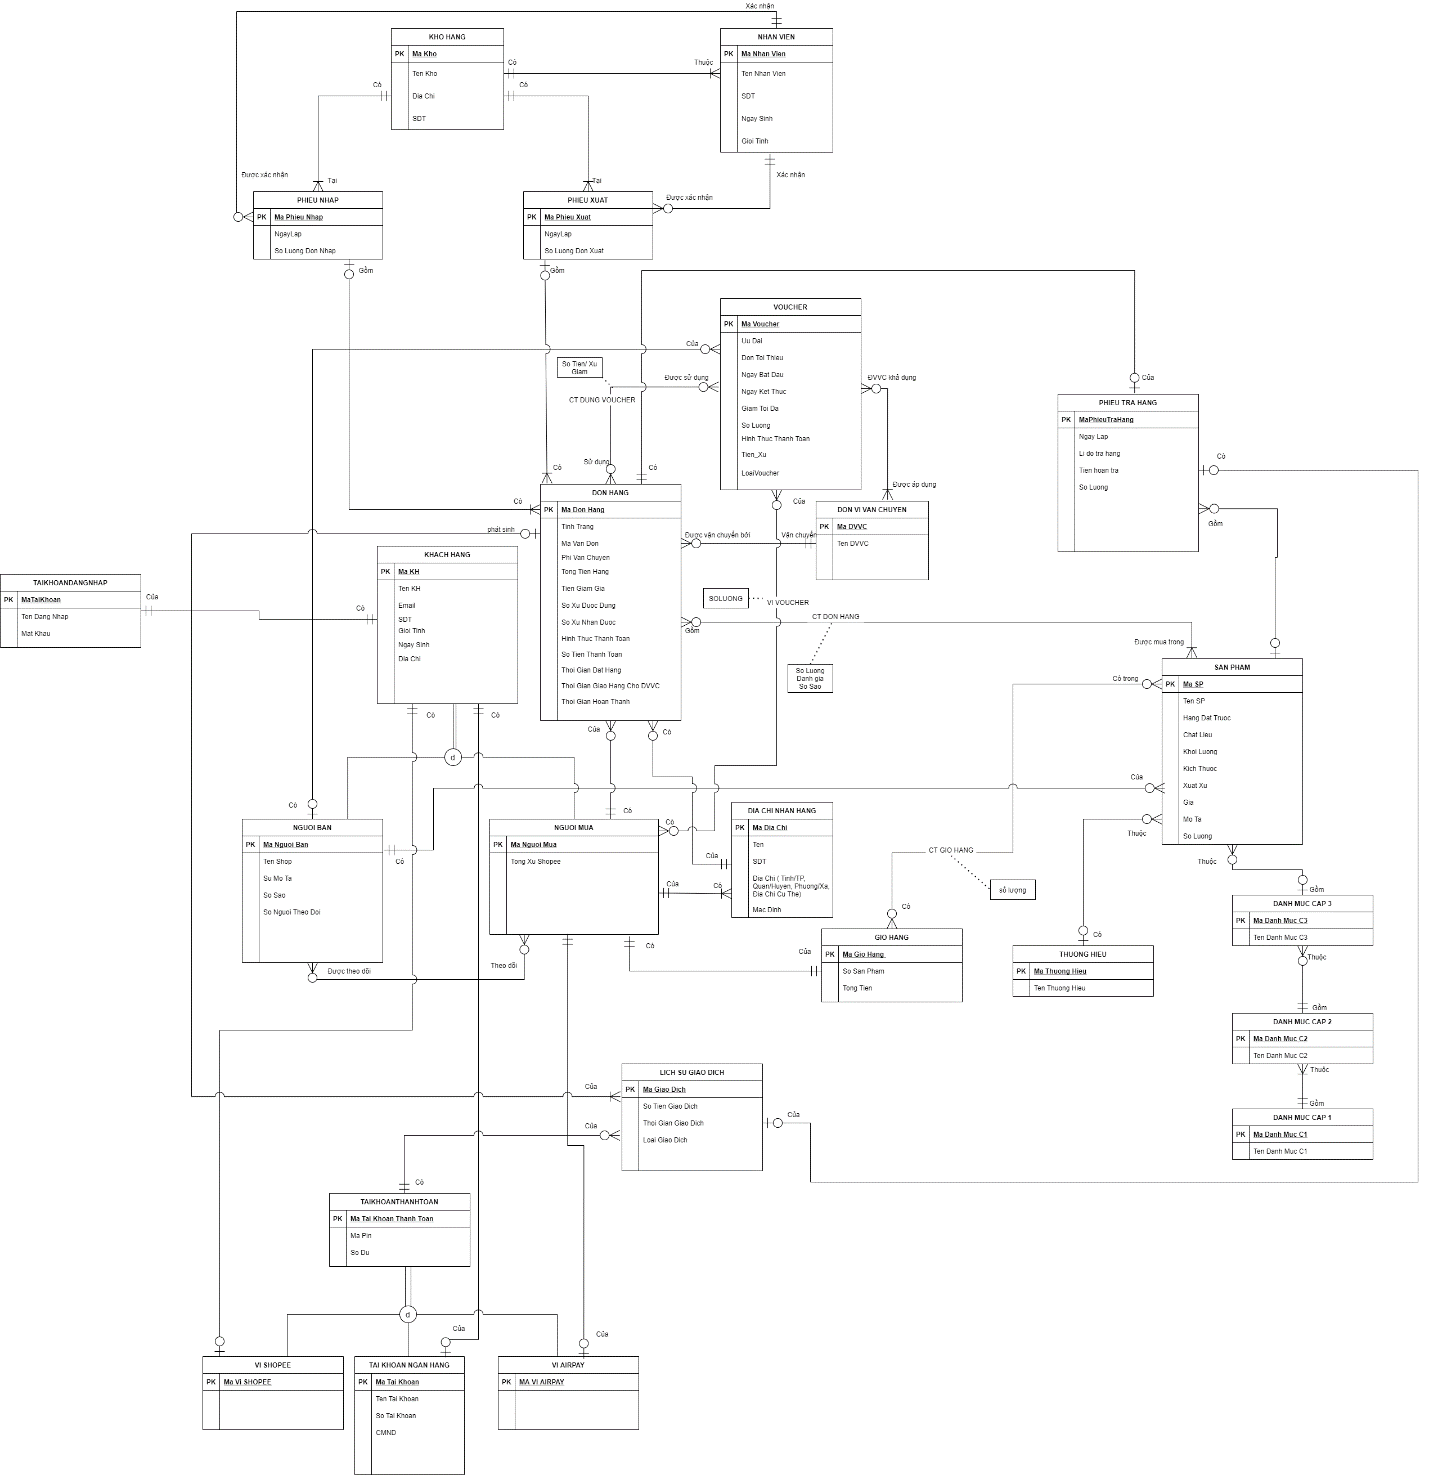 Xác nhận
KHO HANG
PK Ma Kho
Ten Kho
Dia Chi
SDT
NHAN VIEN
PK Ma Nhan Vien
Ten Nhan Vien
SDT
Ngay Sinh
Gioi Tinh
Có
Thuộc
Có
Có
Được xác nhận
Tại
Tại
Xác nhận
Được xác nhận
PHIEU NHAP
PK Ma Phieu Nhap
NgayLap
So Luong Don Nhap
PHIEU XUAT
PK Ma Phieu Xuat
NgayLap
So Luong Don Xuat
Gồm
Gồm
VOUCHER
PK Ma Voucher
Uu Dai
Don Toi Thieu
Ngay Bat Dau
Ngay Ket Thuc
Giam Toi Da
So Luong
Hinh Thuc Thanh Toan
Tien_Xu
LoaiVoucher
Của
So Tien/ Xu
Giam
Được sử dụng
CT DUNG VOUCHER
ĐVVC khả dụng
Của
PHIEU TRA HANG
PK MaPhieuTraHang
Ngay Lap
Li do tra hang
Tien hoan tra
So Luong
Có
Gồm
Sử dụng
Có
Có
Có
phát sinh
Của
Được áp dụng
DON HANG
PK Ma Don Hang
Tinh Trang
Ma Van Don
Phi Van Chuyen
Tong Tien Hang
Tien Giam Gia
So Xu Duoc Dung
So Xu Nhan Duoc
Hinh Thuc Thanh Toan
So Tien Thanh Toan
Thoi Gian Dat Hang
Thoi Gian Giao Hang Cho DVVC
Thoi Gian Hoan Thanh
DON VI VAN CHUYEN
PK Ma DVVC
Ten DVVC
Được vận chuyển bởi
Vận chuyển
KHACH HANG
PK Ma KH
Ten KH
Email
SDT
Gioi Tinh
Ngay Sinh
Dia Chi
TAIKHOANDANGNHAP
PK MaTaiKhoan
Ten Dang Nhap
Mat Khau
Của
Có
SOLUONG
VI VOUCHER
CT DON HANG
Gồm
So Luong
Danh gia
So Sao
Được mua trong
SAN PHAM
PK Ma SP
Ten SP
Hang Dat Truoc
Chat Lieu
Khoi Luong
Kich Thuoc
Xuat Xu
Gia
Mo Ta
So Luong
Có trong
Của
Thuộc
Thuộc
Có
Có
d
Của
Có
Có
Có
NGUOI BAN
PK Ma Nguoi Ban
Ten Shop
Su Mo Ta
So Sao
So Nguoi Theo Doi
Có
NGUOI MUA
PK Ma Nguoi Mua
Tong Xu Shopee
Có
DIA CHI NHAN HANG
PK Ma Dia Chi
Ten
SDT
Dia Chi ( Tinh/TP,
Quan/Huyen, Phuong/Xa,
Dia Chi Cu The)
Mac Dinh
Của
Của
Có
CT GIO HANG
số lượng
Có
Gồm
DANH MUC CAP 3
PK Ma Danh Muc C3
Ten Danh Muc C3
Thuộc
GIO HANG
PK Ma Gio Hang
So San Pham
Tong Tien
Có
Của
Có
THUONG HIEU
PK Ma Thuong Hieu
Ten Thuong Hieu
Được theo dõi
Theo dõi
Gồm
DANH MUC CAP 2
PK Ma Danh Muc C2
Ten Danh Muc C2
Thuộc
Gồm
DANH MUC CAP 1
PK Ma Danh Muc C1
Ten Danh Muc C1
LICH SU GIAO DICH
PK Ma Giao Dich
So Tien Giao Dich
Thoi Gian Giao Dich
Loai Giao Dich
Của
Của
Của
Có
TAIKHOANTHANHTOAN
PK Ma Tai Khoan Thanh Toan
Ma Pin
So Du
d
Của
Của
VI SHOPEE
PK Ma Vi SHOPEE
TAI KHOAN NGAN HANG
PK Ma Tai Khoan
Ten Tai Khoan
So Tai Khoan
CMND
VI AIRPAY
PK MA VI AIRPAY